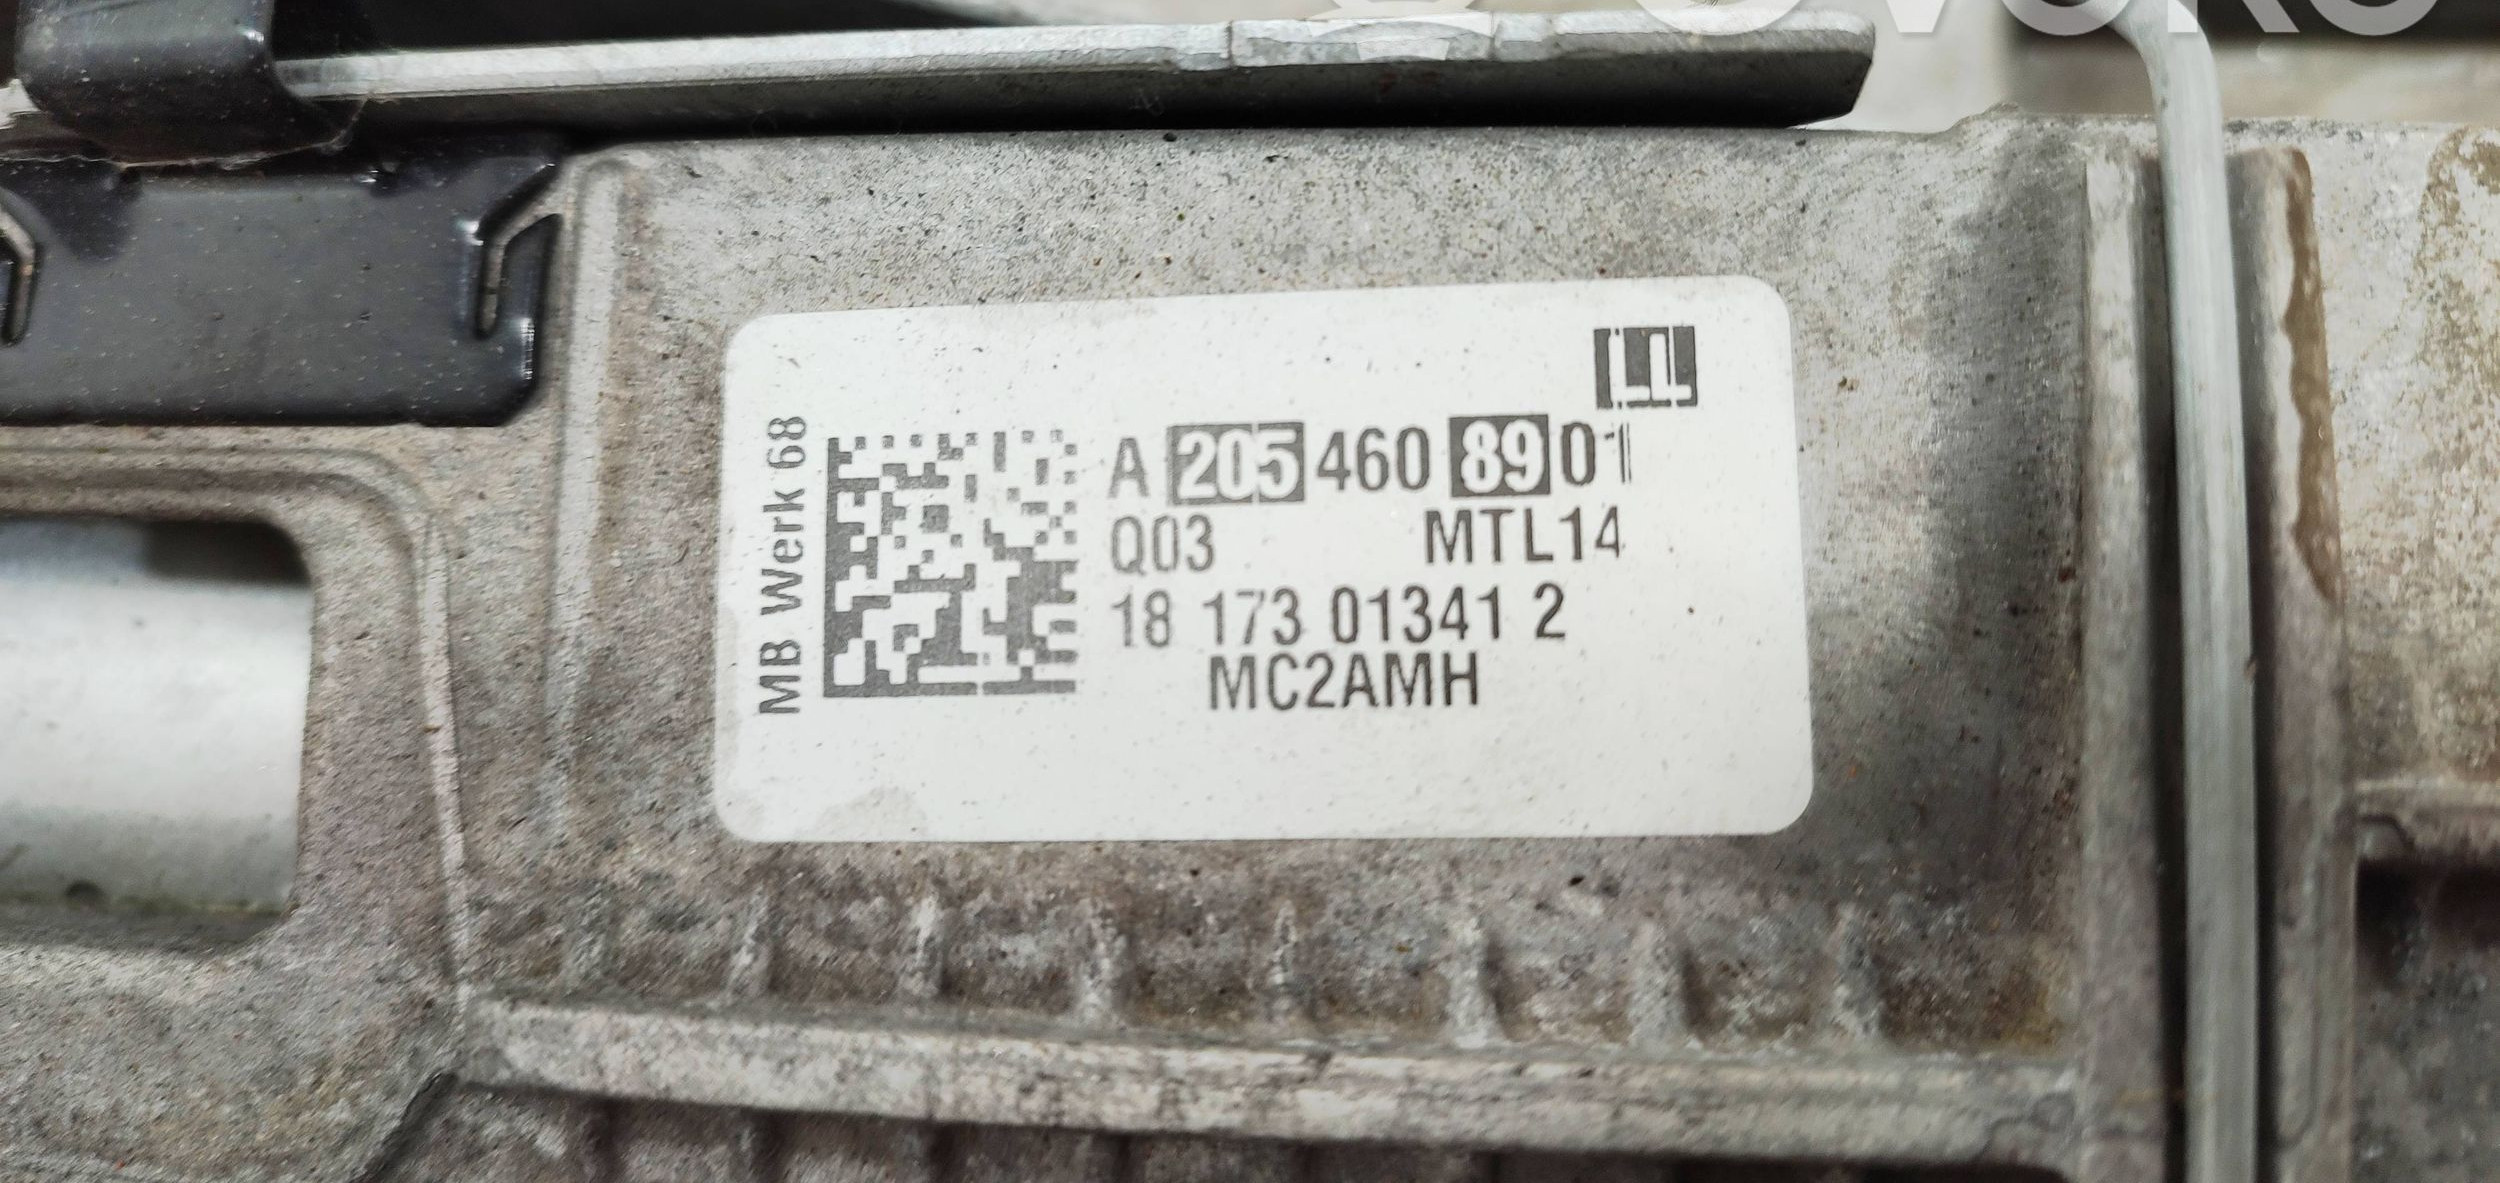 MB Werk 68
A 205 460 89 01
Q03 MTL14
18 173 01341 2
MC2AMH